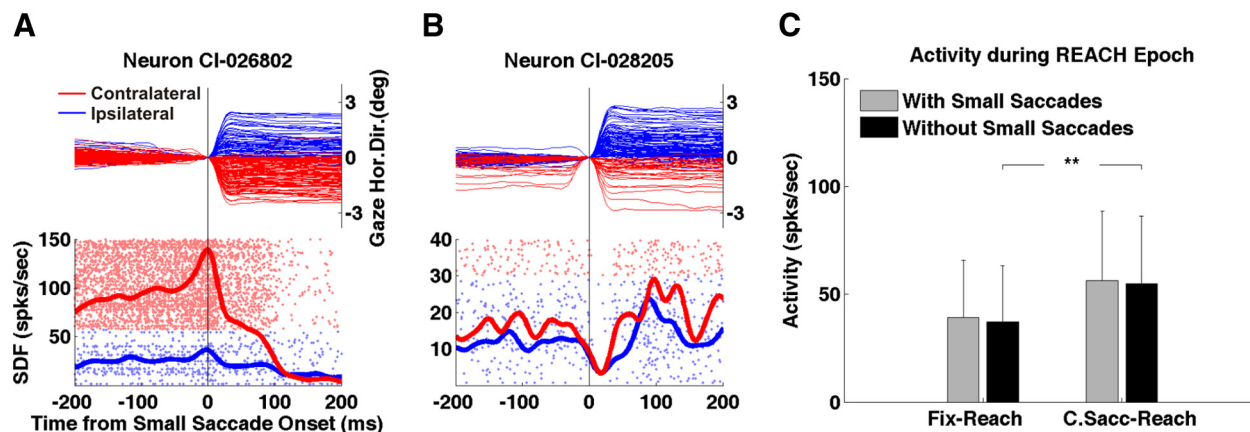 A
Neuron CI-026802
Contralateral
Ipsilateral
3
0
-3
Gaze Hor.Dir.(deg)
150
100
50
SDF (spks/sec)
-200
-100
0
100
200
Time from Small Saccade Onset (ms)
B
Neuron CI-028205
3
0
-3
40
30
20
10
-200
-100
0
100
200
C
Activity during REACH Epoch
With Small Saccades
Without Small Saccades
**
150
100
50
0
Activity (spks/sec)
Fix-Reach
C.Sacc-Reach